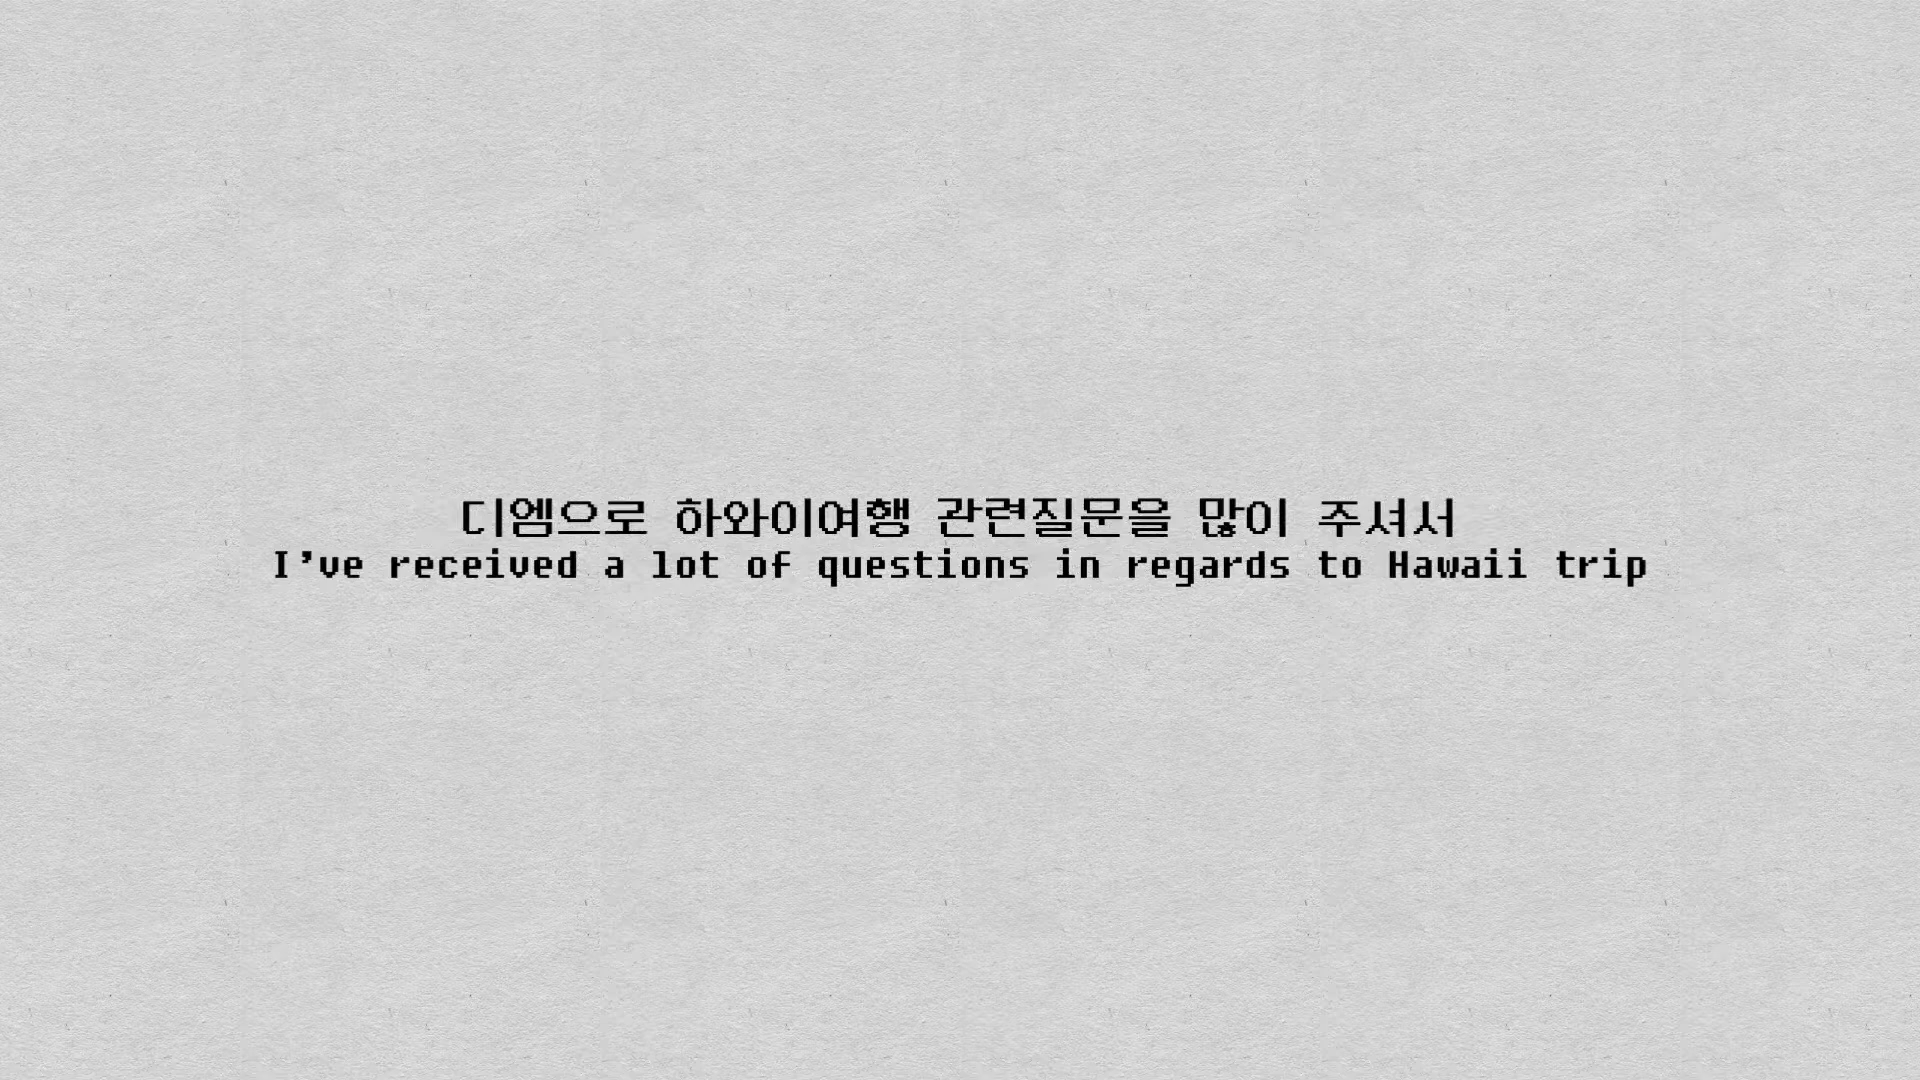 디엠으로 하와이여행 관련질문을 많이 주셔서
I've received a lot of questions in regards to Hawaii trip